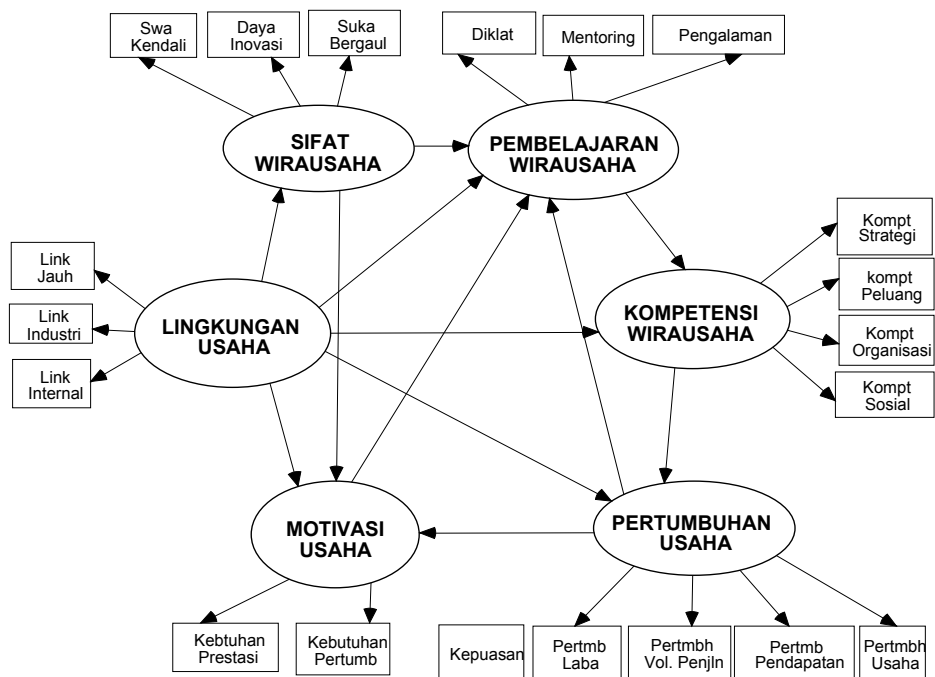 Swa
Kendali
Daya
Inovasi
Suka
Bergaul
Diklat
Mentoring
Pengalaman
SIFAT
WIRAUSAHA
PEMBELAJARAN
WIRAUSAHA
Kompt
Strategi
kompt
Peluang
Kompt
Organisasi
Kompt
Sosial
Link
Jauh
Link
Industri
Link
Internal
LINGKUNGAN
USAHA
KOMPETENSI
WIRAUSAHA
MOTIVASI
USAHA
PERTUMBUHAN
USAHA
Kebtuhan
Prestasi
Kebutuhan
Pertumb
Kepuasan
Pertmb
Laba
Pertmbh
Vol. Penjln
Pertmb
Pendapatan
Pertmbh
Usaha